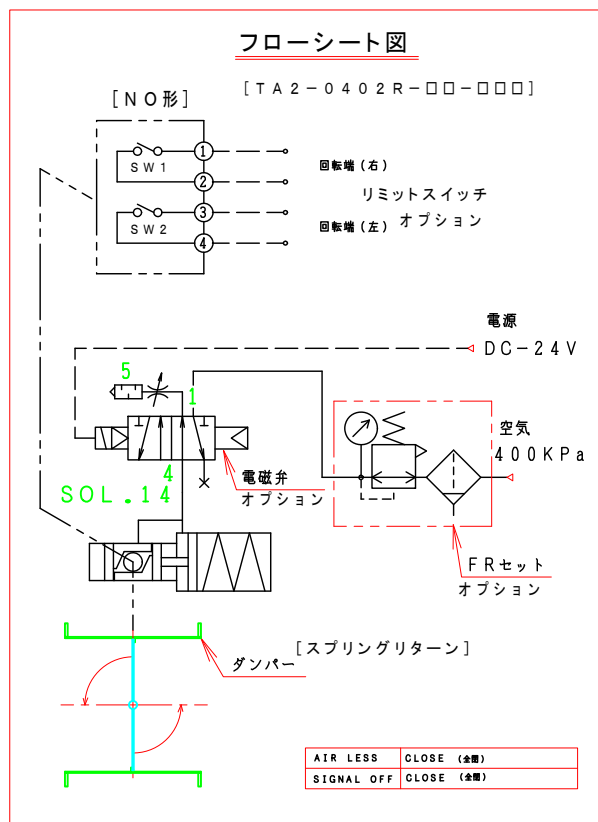 フローシート図
[TA2-0402R-□□-□□□]
[NO形]
SW1
1
2
SW2
3
4
回転端(右)
回転端(左)
リミットスイッチ
オプション
電源
DC-24V
5
1
4
SOL.14
電磁弁
オプション
空気
400KPa
FRセット
オプション
[スプリングリターン]
ダンパー
AIR LESS CLOSE (全閉)
SIGNAL OFF CLOSE (全閉)